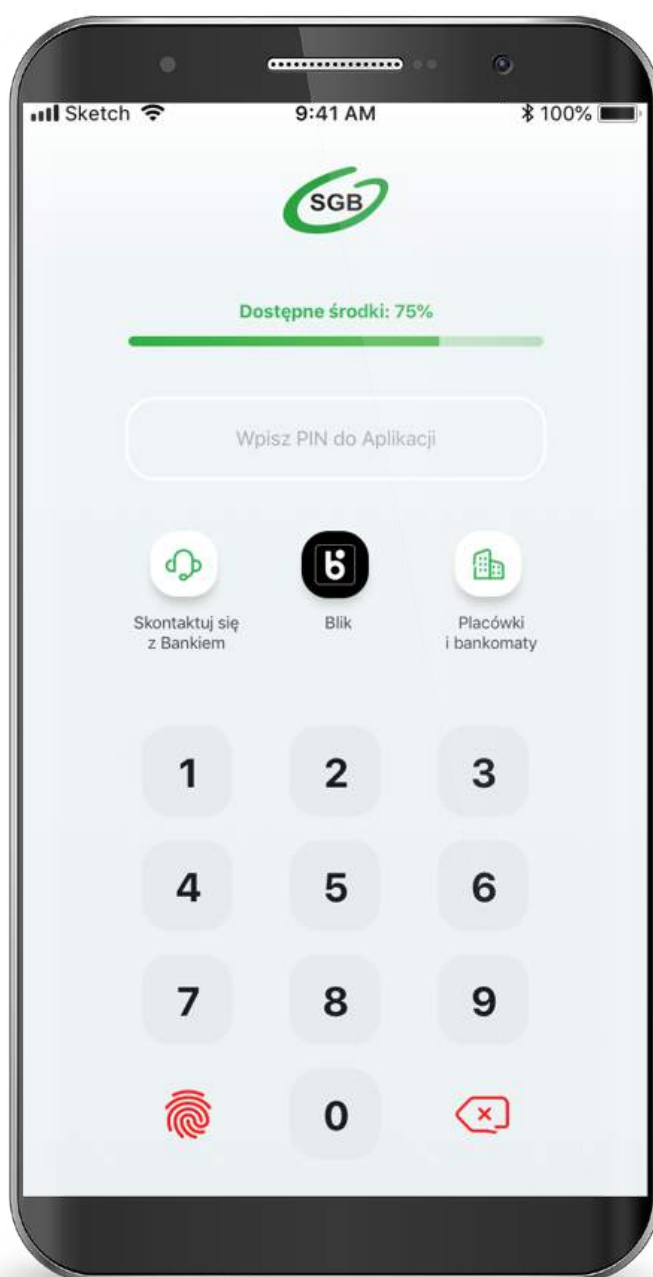 Sketch 9:41 AM 100%
SGB
Dostępne środki: 75%
Wpisz PIN do Aplikacji
Skontaktuj się
z Bankiem
Blik
Placówki
i bankomaty
1 2 3
4 5 6
7 8 9
0